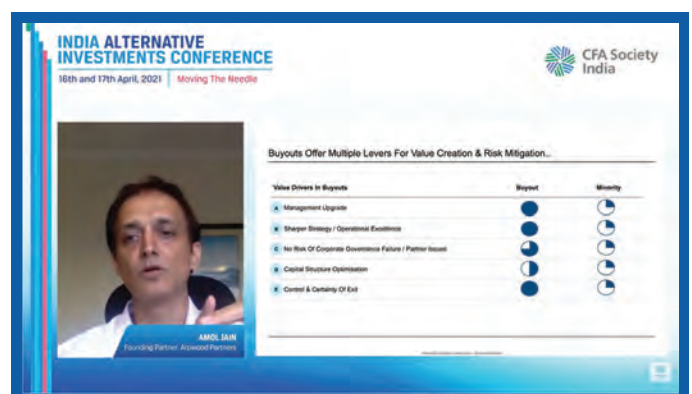 INDIA ALTERNATIVE
INVESTMENTS CONFERENCE
16th and 17th April, 2021 Moving The Needle
CFA Society
India
Buyouts Offer Multiple Levers For Value Creation & Risk Mitigation...
Value Drivers In Buyouts Buyout Minority
A Management Upgrade
B Sharper Strategy / Operational Excellence
C No Risk Of Corporate Governance Failure / Partner Issues
D Capital Structure Optimisation
E Control & Certainty Of Exit
AMOL JAIN
Founding Partner, Arpwood Partners